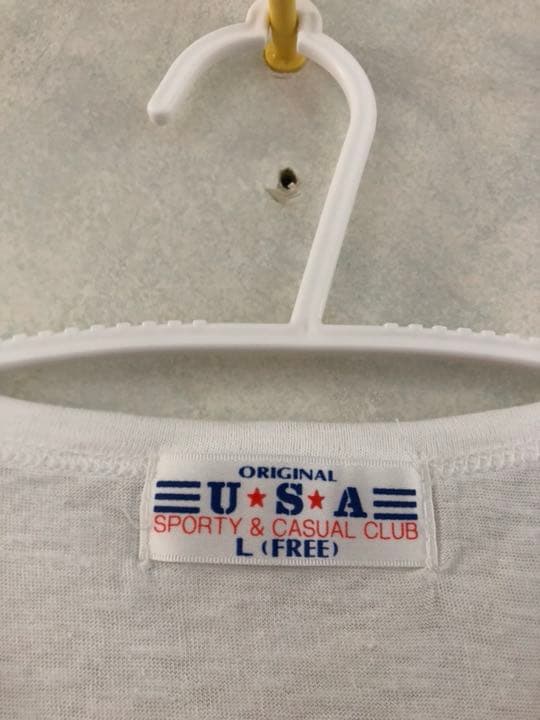 ORIGINAL
U★S★A
SPORTY & CASUAL CLUB
L (FREE)